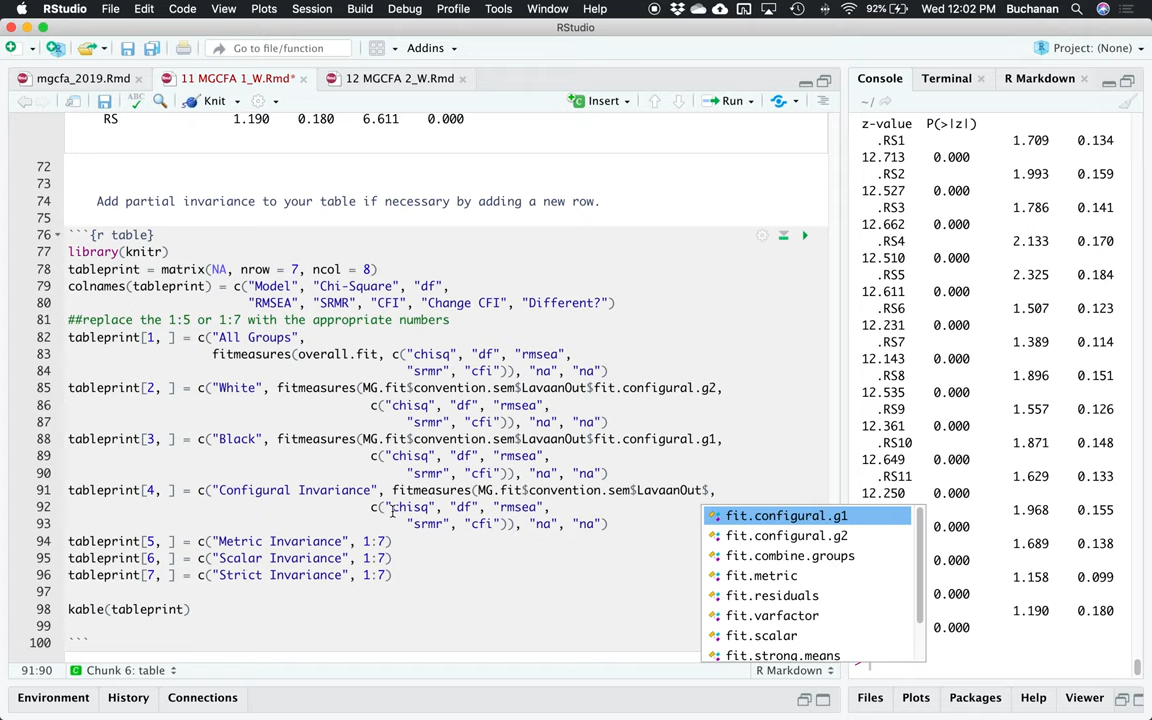 RStudio File Edit Code View Plots Session Build Debug Profile Tools Window Help 92% Wed 12:02 PM Buchanan
RStudio
Go to file/function Addins Project: (None)
mgcfa_2019.Rmd 11 MGCFA 1_W.Rmd* 12 MGCFA 2_W.Rmd
Knit Insert Run
RS 1.190 0.180 6.611 0.000
72
73
74 Add partial invariance to your table if necessary by adding a new row.
75
76 ```{r table}
77 library(knitr)
78 tableprint = matrix(NA, nrow = 7, ncol = 8)
79 colnames(tableprint) = c("Model", "Chi-Square", "df",
80 "RMSEA", "SRMR", "CFI", "Change CFI", "Different?")
81 ##replace the 1:5 or 1:7 with the appropriate numbers
82 tableprint[1, ] = c("All Groups",
83 fitmeasures(overall.fit, c("chisq", "df", "rmsea",
84 "srmr", "cfi")), "na", "na")
85 tableprint[2, ] = c("White", fitmeasures(MG.fit$convention.sem$LavaanOut$fit.configural.g2,
86 c("chisq", "df", "rmsea",
87 "srmr", "cfi")), "na", "na")
88 tableprint[3, ] = c("Black", fitmeasures(MG.fit$convention.sem$LavaanOut$fit.configural.g1,
89 c("chisq", "df", "rmsea",
90 "srmr", "cfi")), "na", "na")
91 tableprint[4, ] = c("Configural Invariance", fitmeasures(MG.fit$convention.sem$LavaanOut$,
92 c("chisq", "df", "rmsea",
93 "srmr", "cfi")), "na", "na")
94 tableprint[5, ] = c("Metric Invariance", 1:7)
95 tableprint[6, ] = c("Scalar Invariance", 1:7)
96 tableprint[7, ] = c("Strict Invariance", 1:7)
97
98 kable(tableprint)
99
100 ```
fit.configural.g1
fit.configural.g2
fit.combine.groups
fit.metric
fit.residuals
fit.varfactor
fit.scalar
fit.strong.means
91:90 Chunk 6: table R Markdown
Environment History Connections
Console Terminal R Markdown
~/
z-value P(>|z|)
.RS1 1.709 0.134
12.713 0.000
.RS2 1.993 0.159
12.527 0.000
.RS3 1.786 0.141
12.662 0.000
.RS4 2.133 0.170
12.510 0.000
.RS5 2.325 0.184
12.611 0.000
.RS6 1.507 0.123
12.231 0.000
.RS7 1.389 0.114
12.143 0.000
.RS8 1.896 0.151
12.535 0.000
.RS9 1.557 0.126
12.361 0.000
.RS10 1.871 0.148
12.649 0.000
.RS11 1.629 0.133
12.250 0.000
1.968 0.155
0.000
1.689 0.138
0.000
1.158 0.099
0.000
1.190 0.180
0.000
>
Files Plots Packages Help Viewer